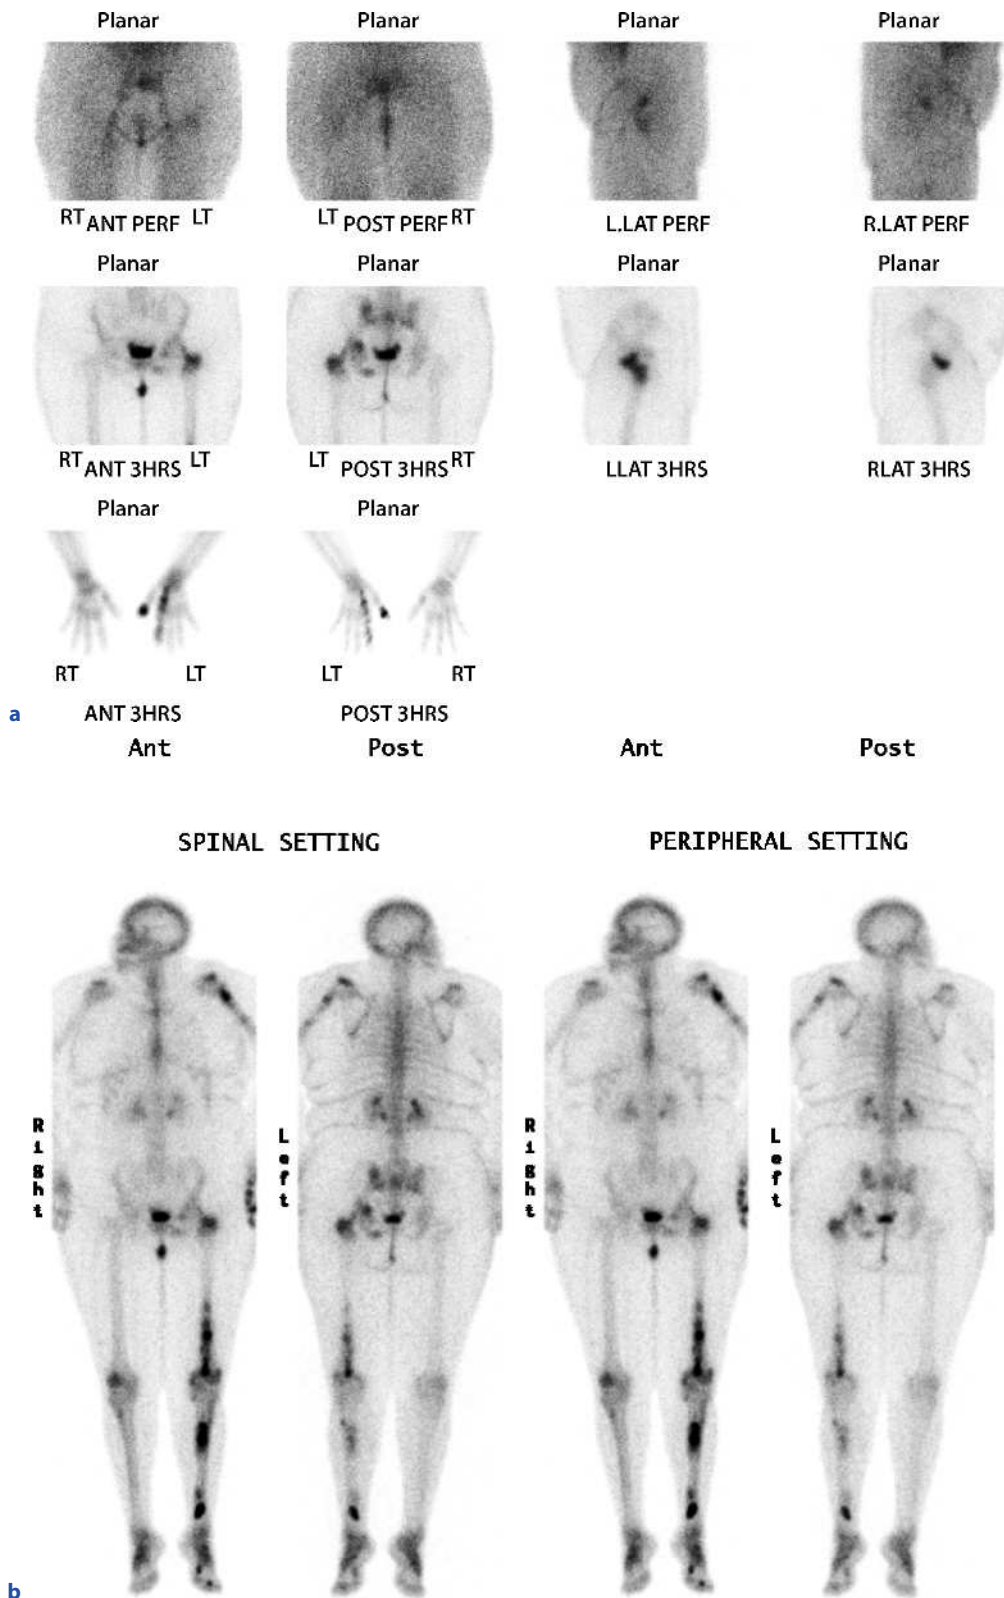 Planar Planar Planar Planar
RT ANT PERF LT LT POST PERF RT L.LAT PERF R.LAT PERF
Planar Planar Planar Planar
RT ANT 3HRS LT LT POST 3HRS RT LLAT 3HRS RLAT 3HRS
Planar Planar
RT LT LT RT
a ANT 3HRS POST 3HRS
Ant Post Ant Post
SPINAL SETTING PERIPHERAL SETTING
Right Left Right Left
b